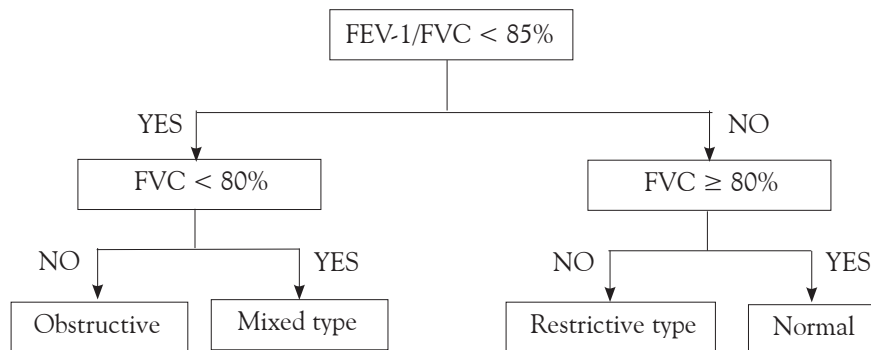 FEV-1/FVC < 85%
YES
NO
FVC < 80%
FVC ≥ 80%
NO
YES
NO
YES
Obstructive
Mixed type
Restrictive type
Normal